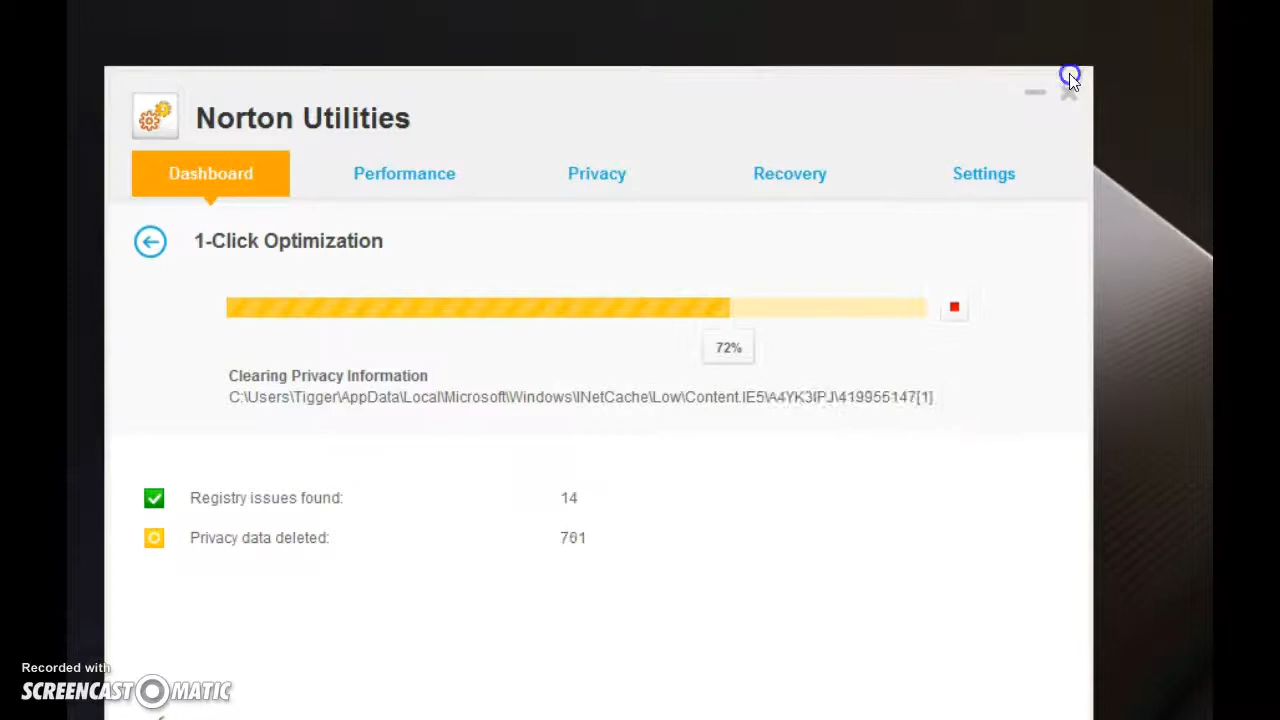 Norton Utilities
Dashboard Performance Privacy Recovery Settings
1-Click Optimization
72%
Clearing Privacy Information
C:\Users\Tigger\AppData\Local\Microsoft\Windows\INetCache\Low\Content.IE5\A4YK3IPJ\419955147[1]
Registry issues found: 14
Privacy data deleted: 761
Recorded with
SCREENCAST-O-MATIC